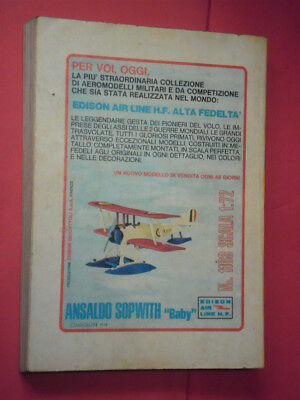 PER VOI, OGGI,
LA PIU' STRAORDINARIA COLLEZIONE
DI AEROMODELLI MILITARI E DA COMPETIZIONE
CHE SIA STATA REALIZZATA NEL MONDO:
EDISON AIR LINE H.F. ALTA FEDELTA'
LE LEGGENDARIE GESTA DEI PIONIERI DEL VOLO, LE IM-
PRESE DEGLI ASSI DELLE 2 GUERRE MONDIALI, LE GRANDI
TRASVOLATE, TUTTI I GLORIOSI PRIMATI, RIVIVONO OGGI
ATTRAVERSO ECCEZIONALI MODELLI, COSTRUITI IN ME-
TALLO, COMPLETAMENTE MONTATI, IN SCALA PERFETTA
E FEDELI AGLI ORIGINALI IN OGNI DETTAGLIO, NEI COLORI
E NELLE DECORAZIONI.
UN NUOVO MODELLO IN VENDITA OGNI 45 GIORNI
SCALA 1:72
ANSALDO SOPWITH "Baby"
EDISON
AIR
LINE H.F.